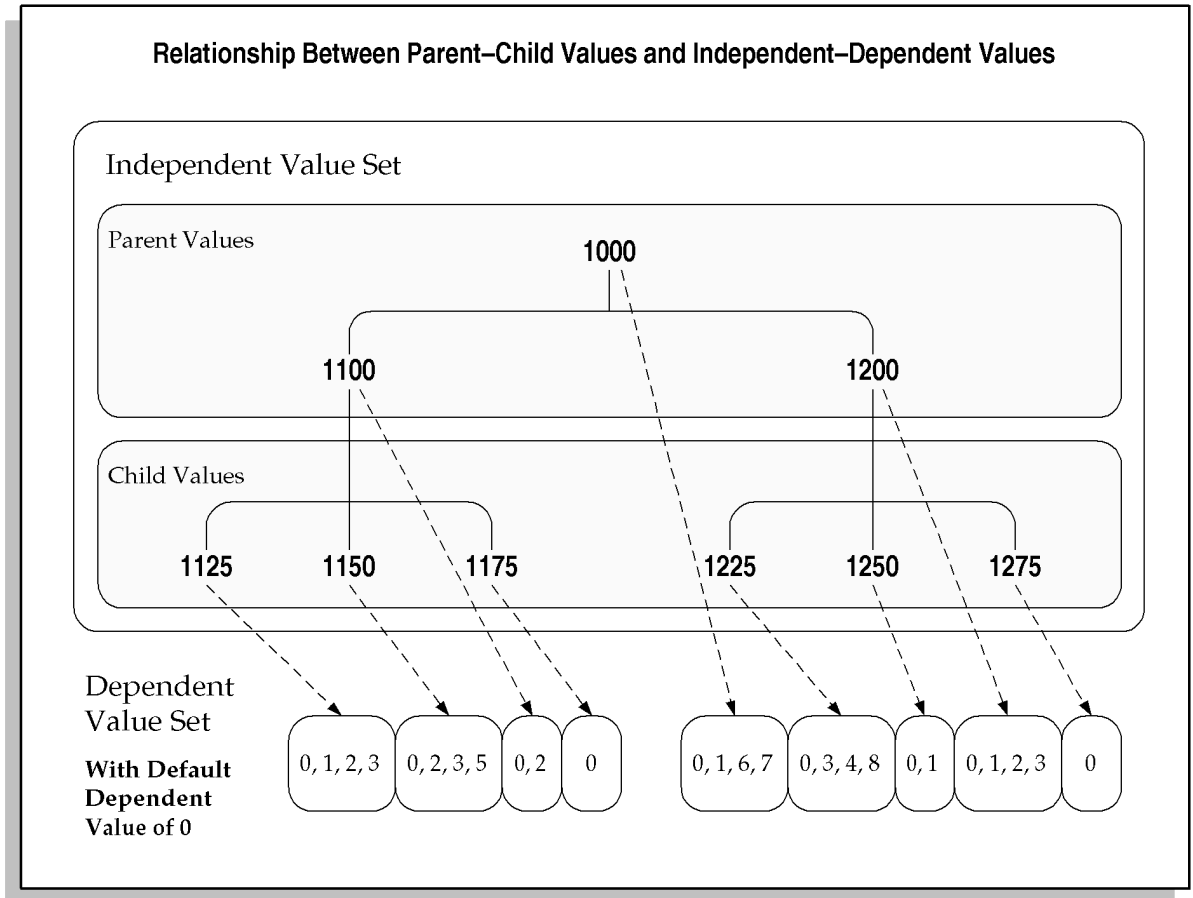 Relationship Between Parent–Child Values and Independent–Dependent Values
Independent Value Set
Parent Values
1000
1100
1200
Child Values
1125
1150
1175
1225
1250
1275
Dependent
Value Set
With Default
Dependent
Value of 0
0, 1, 2, 3
0, 2, 3, 5
0, 2
0
0, 1, 6, 7
0, 3, 4, 8
0, 1
0, 1, 2, 3
0